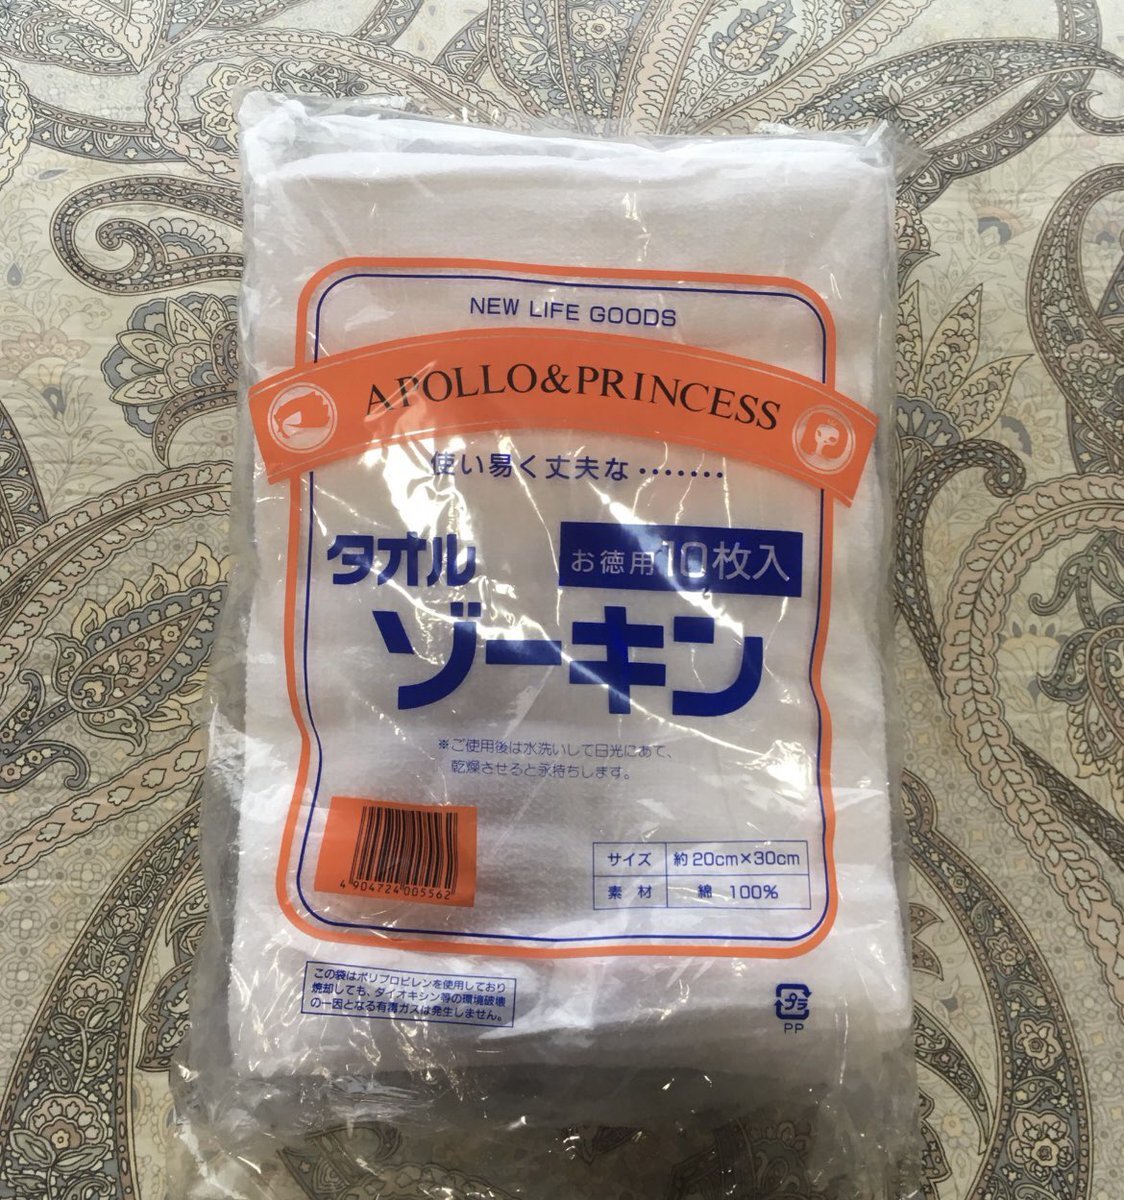 NEW LIFE GOODS
APOLLO&PRINCESS
使い易く丈夫な・・・・・・・
タオル
お徳用10枚入
ゾーキン
※ご使用後は水洗いして日光にあて、
乾燥させると永持ちします。
4 904724 005562
サイズ 約20cm×30cm
素材 綿 100%
この袋はポリプロピレンを使用しており
焼却しても、ダイオキシン等の環境破壊
の一因となる有毒ガスは発生しません。
プラ
PP